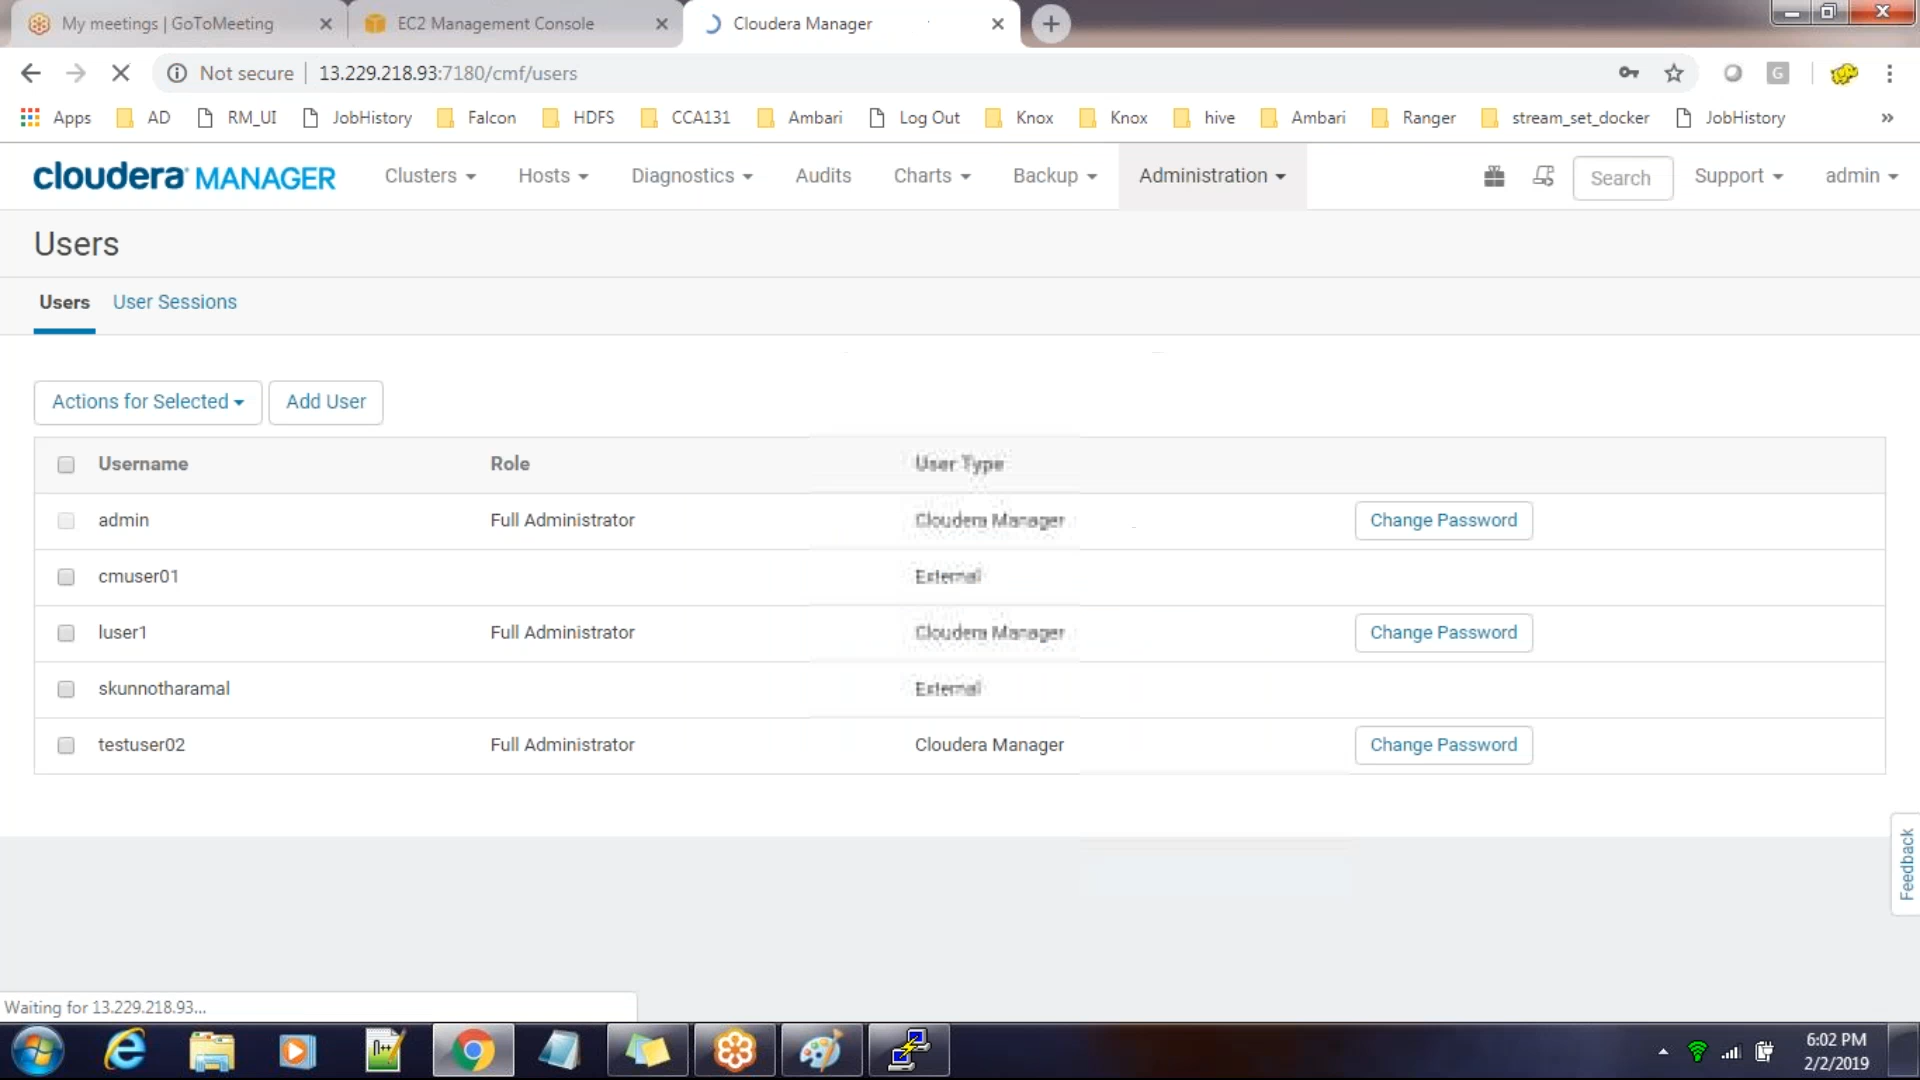 My meetings | GoToMeeting
EC2 Management Console
Cloudera Manager
Not secure
13.229.218.93:7180/cmf/users
G
Apps
AD
RM_UI
JobHistory
Falcon
HDFS
CCA131
Ambari
Log Out
Knox
Knox
hive
Ambari
Ranger
stream_set_docker
JobHistory
»
cloudera MANAGER
Clusters
Hosts
Diagnostics
Audits
Charts
Backup
Administration
Search
Support
admin
Users
Users
User Sessions
Actions for Selected
Add User
Username Role User Type
admin Full Administrator Cloudera Manager Change Password
cmuser01 External
luser1 Full Administrator Cloudera Manager Change Password
skunnotharamal External
testuser02 Full Administrator Cloudera Manager Change Password
Feedback
Waiting for 13.229.218.93...
6:02 PM
2/2/2019